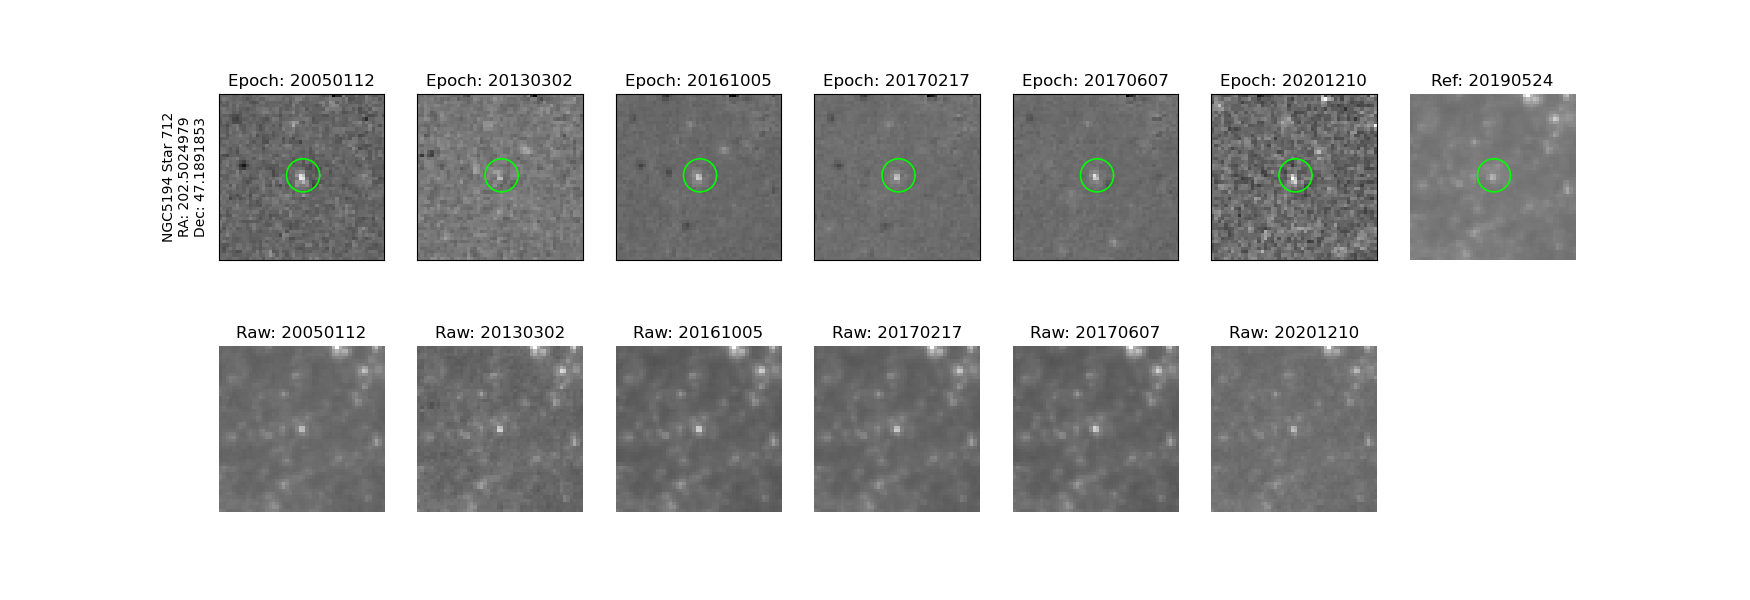 Epoch: 20050112
Epoch: 20130302
Epoch: 20161005
Epoch: 20170217
Epoch: 20170607
Epoch: 20201210
Ref: 20190524
NGC5194 Star 712
RA: 202.5024979
Dec: 47.1891853
Raw: 20050112
Raw: 20130302
Raw: 20161005
Raw: 20170217
Raw: 20170607
Raw: 20201210